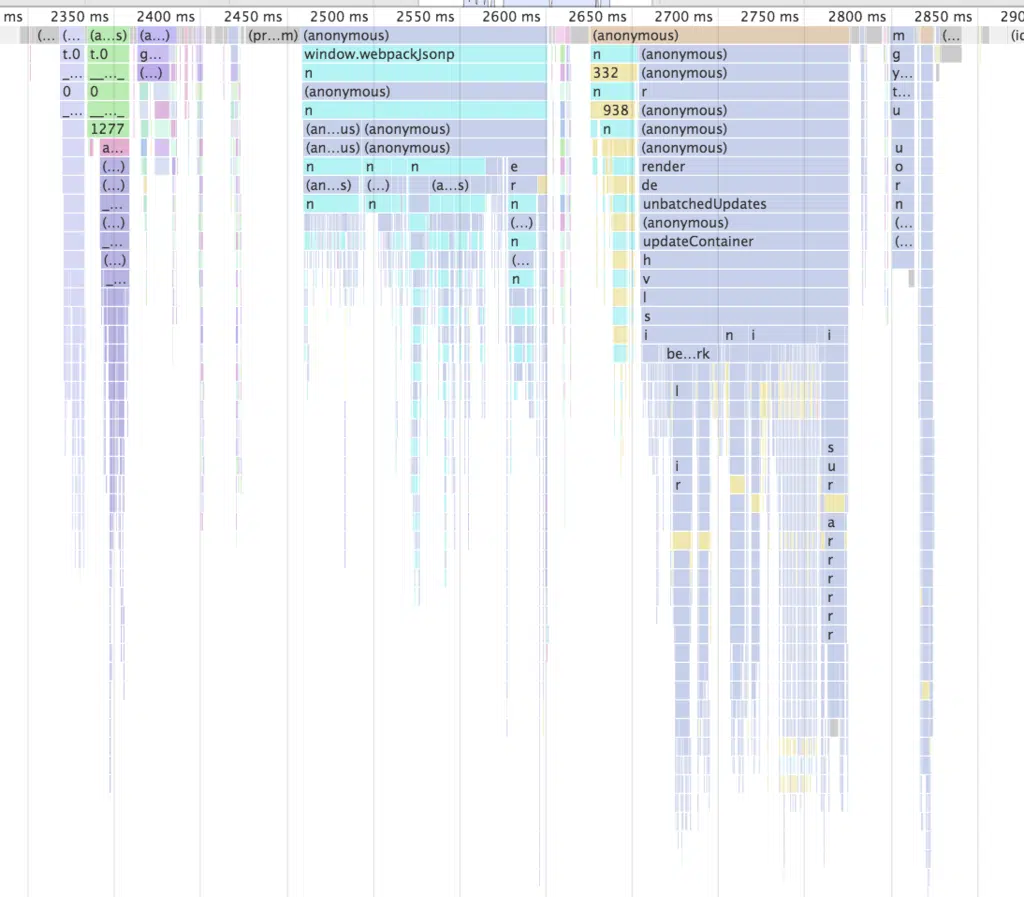 ms 2350 ms 2400 ms 2450 ms 2500 ms 2550 ms 2600 ms 2650 ms 2700 ms 2750 ms 2800 ms 2850 ms 290
(... (... (a...s) (a...) (pr...m) (anonymous) (anonymous) m (... (ic
t.0 t.0 g... window.webpackJsonp n (anonymous) g
_... __..._ (...) n 332 (anonymous) y...
0 0 (anonymous) n r t...
_... __..._ n 938 (anonymous) u
1277 (an...us) (anonymous) n (anonymous)
a... (an...us) (anonymous) (anonymous) u
(...) n n n e render o
(...) (an...s) (...) (a...s) r de r
_... n n n unbatchedUpdates n
(...) (...) (anonymous) (...
_... n updateContainer (...
(...) (... h
_... n v
l
s
i n i i
be...rk
l
s
i u
r r
a
r
r
r
r
r
r